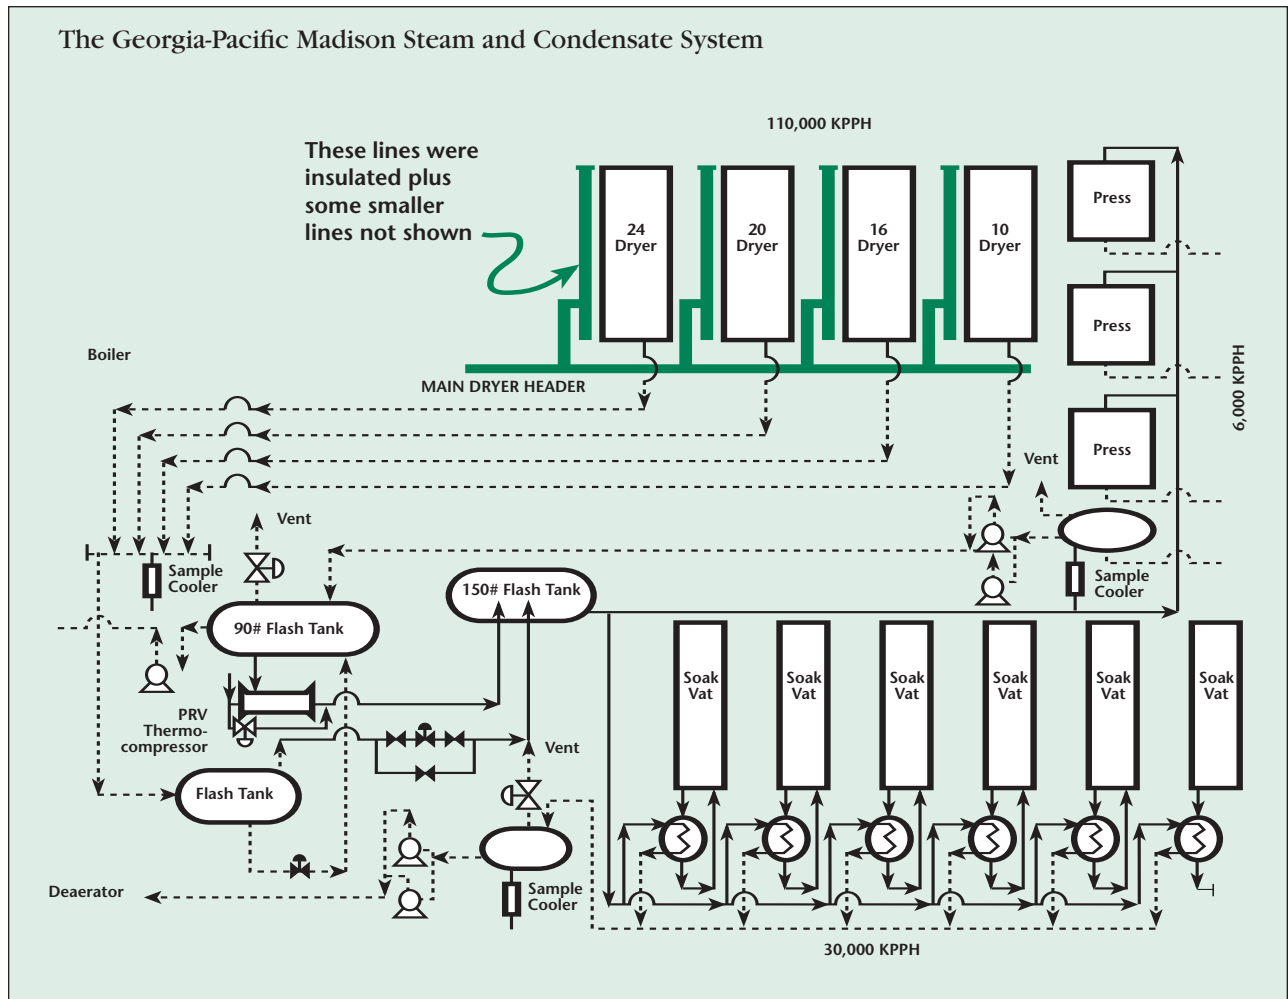 The Georgia-Pacific Madison Steam and Condensate System
110,000 KPPH
These lines were
insulated plus
some smaller
lines not shown
24
Dryer
20
Dryer
16
Dryer
10
Dryer
Press
Press
Press
6,000 KPPH
Boiler
MAIN DRYER HEADER
Vent
Vent
Sample
Cooler
Sample
Cooler
150# Flash Tank
90# Flash Tank
PRV
Thermo-
compressor
Vent
Flash Tank
Soak
Vat
Soak
Vat
Soak
Vat
Soak
Vat
Soak
Vat
Soak
Vat
Deaerator
Sample
Cooler
30,000 KPPH